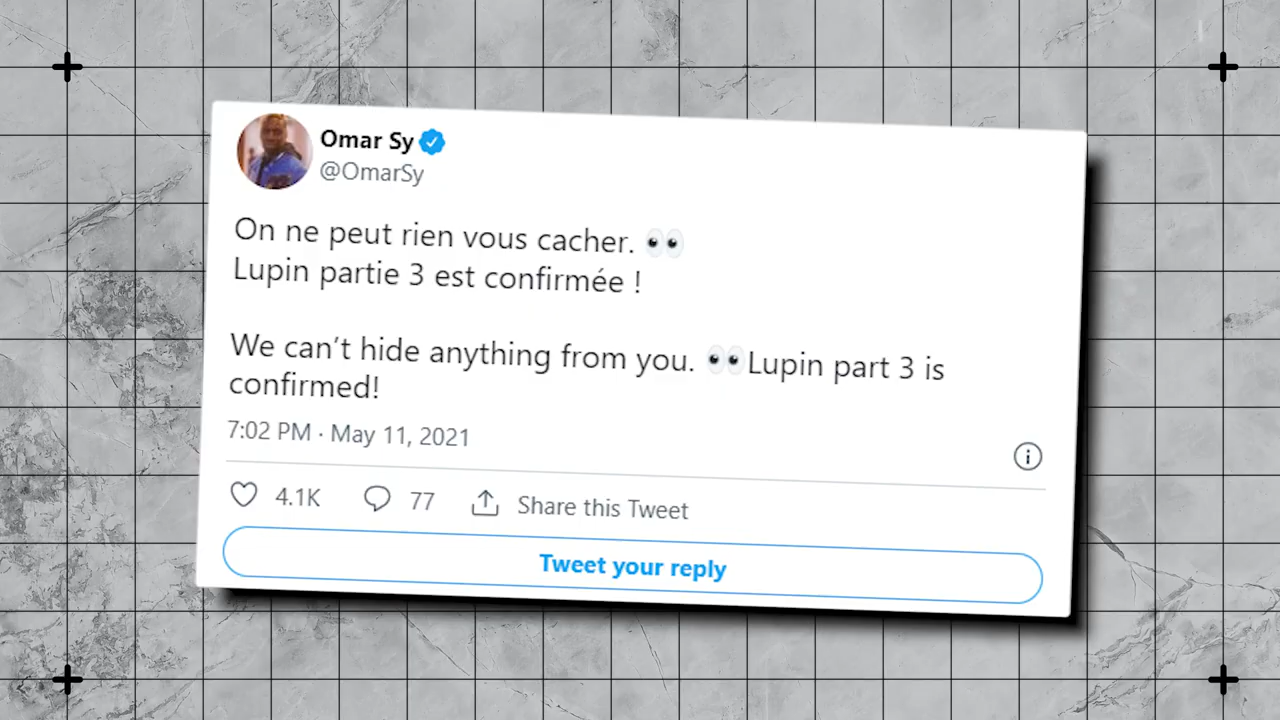 Omar Sy
@OmarSy
On ne peut rien vous cacher. 👀
Lupin partie 3 est confirmée !
We can't hide anything from you. 👀Lupin part 3 is
confirmed!
7:02 PM · May 11, 2021
4.1K 77 Share this Tweet
Tweet your reply